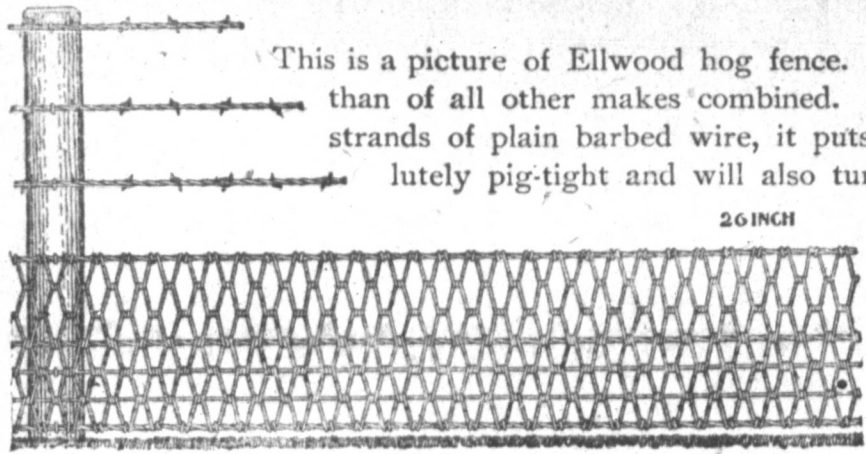 This is a picture of Ellwood hog fence.
than of all other makes combined.
strands of plain barbed wire, it puts
lutely pig-tight and will also tur
26 INCH